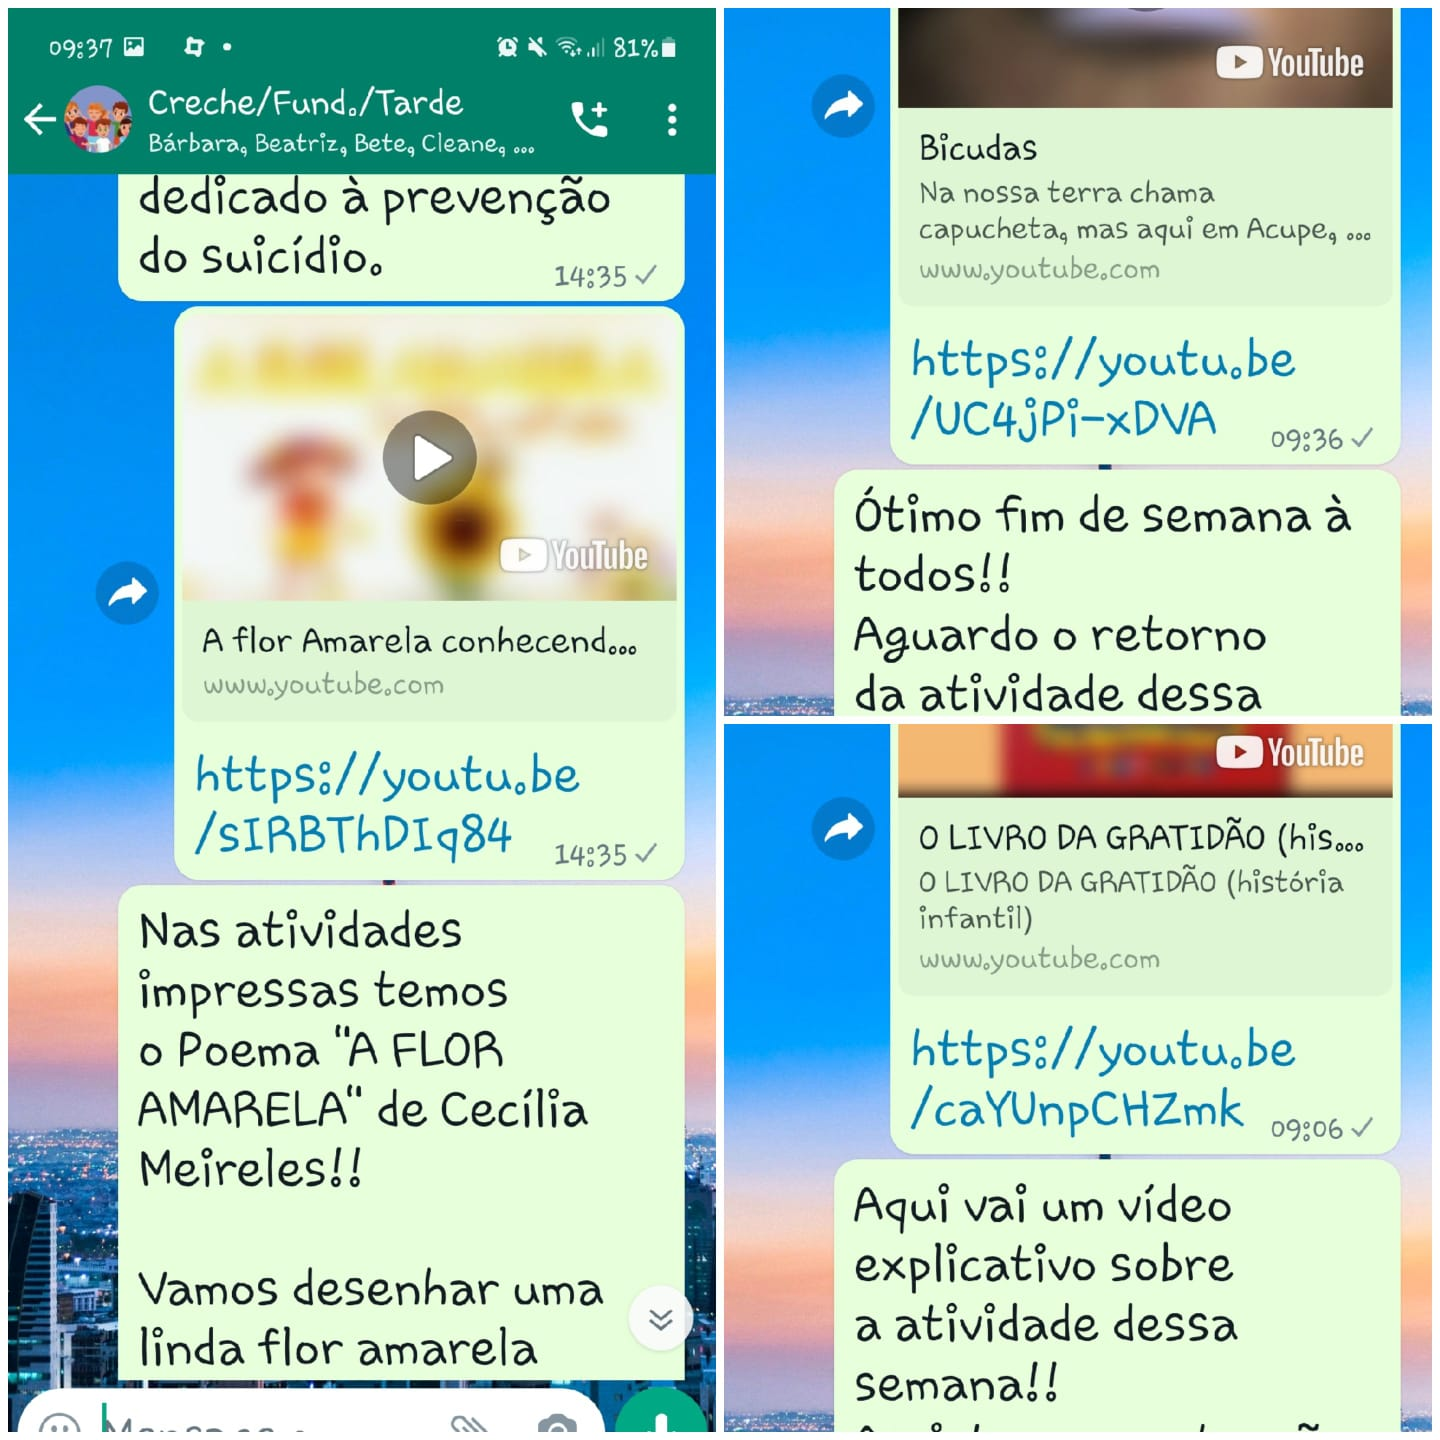 09:37
81%
Creche/Fund./Tarde
Bárbara, Beatriz, Bete, Cleane, ...
dedicado à prevenção
do suicídio.
14:35
YouTube
A flor Amarela conhecend...
www.youtube.com
https://youtu.be
/sIRBThDIq84
14:35
Nas atividades
impressas temos
o Poema "A FLOR
AMARELA" de Cecília
Meireles!!
Vamos desenhar uma
linda flor amarela
YouTube
Bicudas
Na nossa terra chama
capucheta, mas aqui em Acupe, ...
www.youtube.com
https://youtu.be
/UC4jPi-xDVA
09:36
Ótimo fim de semana à
todos!!
Aguardo o retorno
da atividade dessa
YouTube
O LIVRO DA GRATIDÃO (his...
O LIVRO DA GRATIDÃO (história
infantil)
www.youtube.com
https://youtu.be
/caYUnpCHZmk
09:06
Aqui vai um vídeo
explicativo sobre
a atividade dessa
semana!!